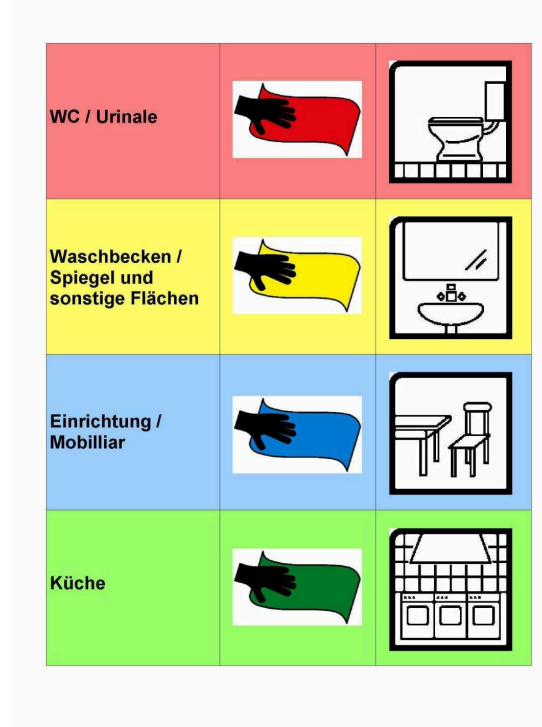 WC / Urinale
Waschbecken /
Spiegel und
sonstige Flächen
Einrichtung /
Mobilliar
Küche